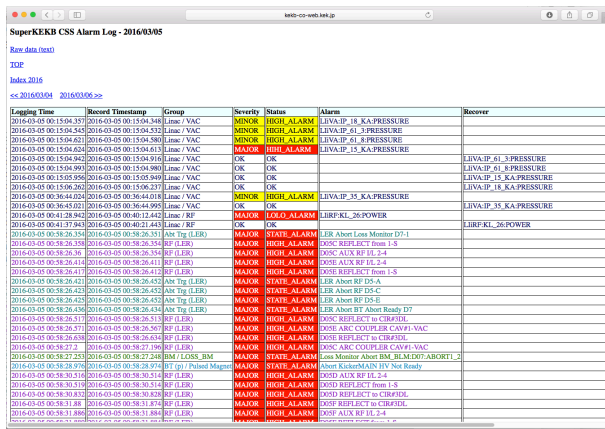 kekb-co-web.kek.jp
SuperKEKB CSS Alarm Log - 2016/03/05
Raw data (text)
TOP
Index 2016
<< 2016/03/04 2016/03/06 >>
Logging Time Record Timestamp Group Severity Status Alarm Recover
2016-03-05 00:15:04.357 2016-03-05 00:15:04.348 Linac / VAC MINOR HIGH_ALARM LIiVA:IP_18_KA:PRESSURE
2016-03-05 00:15:04.545 2016-03-05 00:15:04.532 Linac / VAC MINOR HIGH_ALARM LIiVA:IP_61_3:PRESSURE
2016-03-05 00:15:04.621 2016-03-05 00:15:04.580 Linac / VAC MINOR HIGH_ALARM LIiVA:IP_61_8:PRESSURE
2016-03-05 00:15:04.624 2016-03-05 00:15:04.613 Linac / VAC MAJOR HIHI_ALARM LIiVA:IP_15_KA:PRESSURE
2016-03-05 00:15:04.942 2016-03-05 00:15:04.916 Linac / VAC OK OK LIiVA:IP_61_3:PRESSURE
2016-03-05 00:15:04.993 2016-03-05 00:15:04.980 Linac / VAC OK OK LIiVA:IP_61_8:PRESSURE
2016-03-05 00:15:05.956 2016-03-05 00:15:05.949 Linac / VAC OK OK LIiVA:IP_15_KA:PRESSURE
2016-03-05 00:15:06.262 2016-03-05 00:15:06.237 Linac / VAC OK OK LIiVA:IP_18_KA:PRESSURE
2016-03-05 00:36:44.024 2016-03-05 00:36:44.018 Linac / VAC MINOR HIGH_ALARM LIiVA:IP_35_KA:PRESSURE
2016-03-05 00:36:45.021 2016-03-05 00:36:44.995 Linac / VAC OK OK LIiVA:IP_35_KA:PRESSURE
2016-03-05 00:41:28.942 2016-03-05 00:40:12.442 Linac / RF MAJOR LOLO_ALARM LIiRF:KL_26:POWER
2016-03-05 00:41:37.943 2016-03-05 00:40:21.443 Linac / RF OK OK LIiRF:KL_26:POWER
2016-03-05 00:58:26.354 2016-03-05 00:58:26.351 Abt Trg (LER) MAJOR STATE_ALARM LER Abort Loss Monitor D7-1
2016-03-05 00:58:26.358 2016-03-05 00:58:26.354 RF (LER) MAJOR HIGH_ALARM D05C REFLECT from 1-S
2016-03-05 00:58:26.36 2016-03-05 00:58:26.354 RF (LER) MAJOR HIGH_ALARM D05C AUX RF I/L 2-4
2016-03-05 00:58:26.414 2016-03-05 00:58:26.411 RF (LER) MAJOR HIGH_ALARM D05E AUX RF I/L 2-4
2016-03-05 00:58:26.417 2016-03-05 00:58:26.412 RF (LER) MAJOR HIGH_ALARM D05E REFLECT from 1-S
2016-03-05 00:58:26.421 2016-03-05 00:58:26.452 Abt Trg (LER) MAJOR STATE_ALARM LER Abort RF D5-A
2016-03-05 00:58:26.423 2016-03-05 00:58:26.452 Abt Trg (LER) MAJOR STATE_ALARM LER Abort RF D5-C
2016-03-05 00:58:26.425 2016-03-05 00:58:26.452 Abt Trg (LER) MAJOR STATE_ALARM LER Abort RF D5-E
2016-03-05 00:58:26.436 2016-03-05 00:58:26.434 Abt Trg (LER) MAJOR STATE_ALARM LER Abort BT Abort Ready D7
2016-03-05 00:58:26.517 2016-03-05 00:58:26.513 RF (LER) MAJOR HIGH_ALARM D05C REFLECT to CIR#3DL
2016-03-05 00:58:26.571 2016-03-05 00:58:26.567 RF (LER) MAJOR HIGH_ALARM D05E ARC COUPLER CAV#1-VAC
2016-03-05 00:58:26.638 2016-03-05 00:58:26.634 RF (LER) MAJOR HIGH_ALARM D05E REFLECT to CIR#3DL
2016-03-05 00:58:27.2 2016-03-05 00:58:27.196 RF (LER) MAJOR HIGH_ALARM D05C ARC COUPLER CAV#1-VAC
2016-03-05 00:58:27.253 2016-03-05 00:58:27.248 BM / LOSS_BM MAJOR STATE_ALARM Loss Monitor Abort BM_BLM:D07:ABORT1_2
2016-03-05 00:58:28.976 2016-03-05 00:58:28.974 BT (p) / Pulsed Magnet MAJOR STATE_ALARM Abort KickerMAIN HV Not Ready
2016-03-05 00:58:30.516 2016-03-05 00:58:30.514 RF (LER) MAJOR HIGH_ALARM D05D AUX RF I/L 2-4
2016-03-05 00:58:30.519 2016-03-05 00:58:30.514 RF (LER) MAJOR HIGH_ALARM D05D REFLECT from 1-S
2016-03-05 00:58:30.832 2016-03-05 00:58:30.828 RF (LER) MAJOR HIGH_ALARM D05D REFLECT to CIR#3DL
2016-03-05 00:58:31.88 2016-03-05 00:58:31.874 RF (LER) MAJOR HIGH_ALARM D05F REFLECT to CIR#3DL
2016-03-05 00:58:31.886 2016-03-05 00:58:31.884 RF (LER) MAJOR HIGH_ALARM D05F AUX RF I/L 2-4